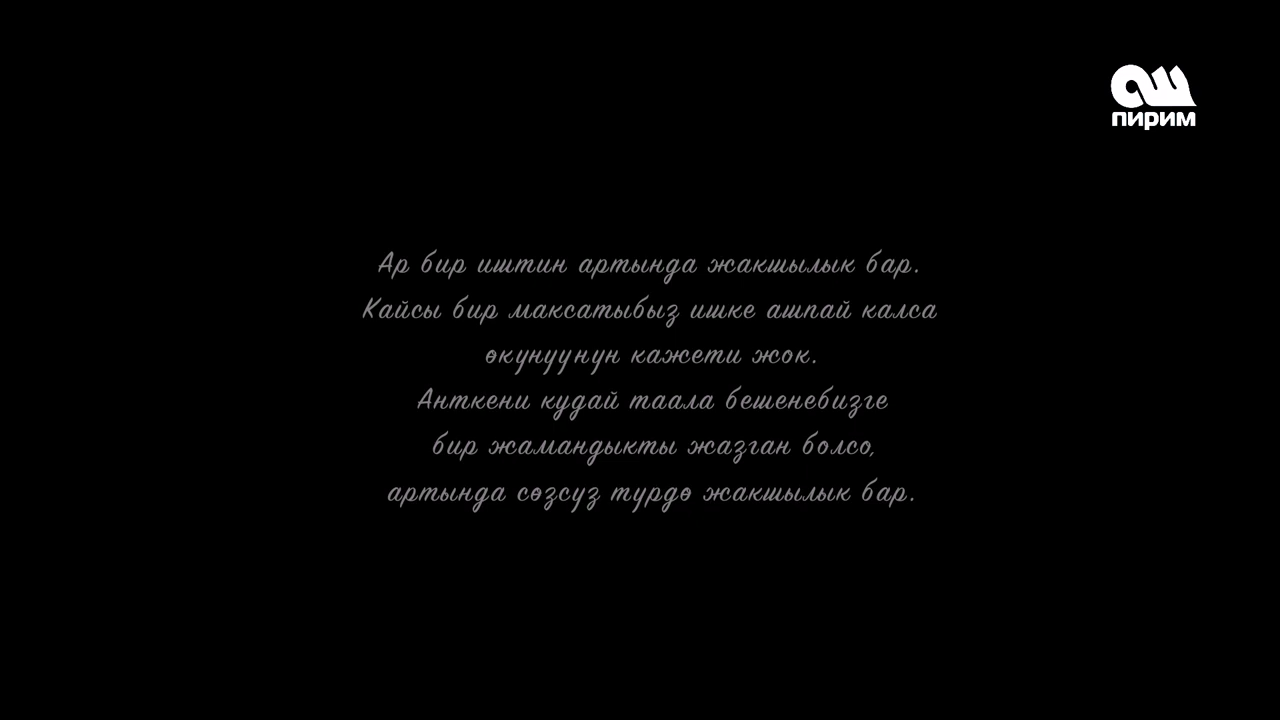 ош
пирим
Ар бир иштин артында жакшылык бар.
Кайсы бир максатыбыз ишке ашпай калса
өкүнүүнүн кажети жок.
Анткени кудай таала бешенебизге
бир жамандыкты жазган болсо,
артында сөзсүз түрдө жакшылык бар.